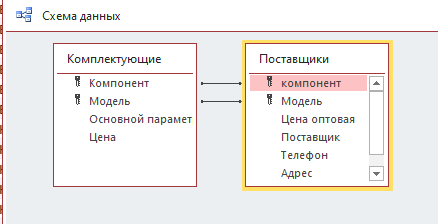 Схема данных
Комплектующие
Компонент
Модель
Основной парамет
Цена
Поставщики
компонент
Модель
Цена оптовая
Поставщик
Телефон
Адрес